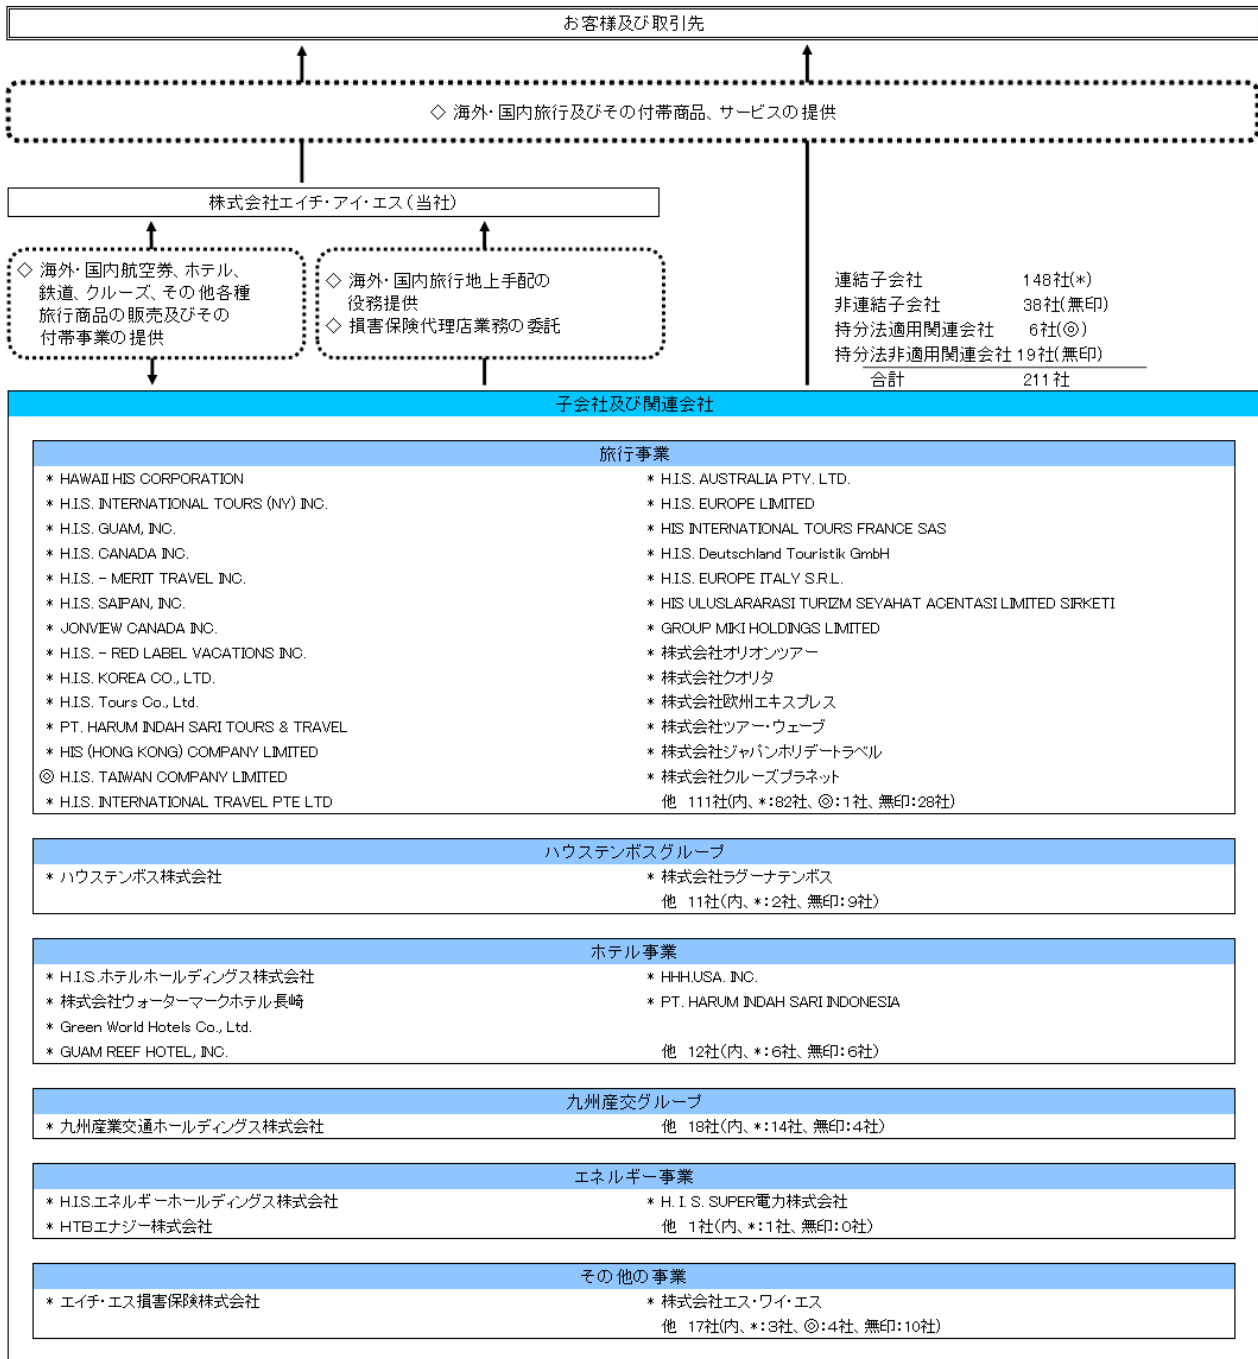 お客様及び取引先
◇ 海外・国内旅行及びその付帯商品、サービスの提供
株式会社エイチ・アイ・エス(当社)
◇ 海外・国内航空券、ホテル、
鉄道、クルーズ、その他各種
旅行商品の販売及びその
付帯事業の提供
◇ 海外・国内旅行地上手配の
役務提供
◇ 損害保険代理店業務の委託
連結子会社 148社(*)
非連結子会社 38社(無印)
持分法適用関連会社 6社(◎)
持分法非適用関連会社 19社(無印)
合計 211社
子会社及び関連会社
旅行事業
* HAWAII HIS CORPORATION
* H.I.S. INTERNATIONAL TOURS (NY) INC.
* H.I.S. GUAM, INC.
* H.I.S. CANADA INC.
* H.I.S. - MERIT TRAVEL INC.
* H.I.S. SAIPAN, INC.
* JONVIEW CANADA INC.
* H.I.S. - RED LABEL VACATIONS INC.
* H.I.S. KOREA CO., LTD.
* H.I.S. Tours Co., Ltd.
* PT. HARUM INDAH SARI TOURS & TRAVEL
* HIS (HONG KONG) COMPANY LIMITED
◎ H.I.S. TAIWAN COMPANY LIMITED
* H.I.S. INTERNATIONAL TRAVEL PTE LTD
* H.I.S. AUSTRALIA PTY. LTD.
* H.I.S. EUROPE LIMITED
* HIS INTERNATIONAL TOURS FRANCE SAS
* H.I.S. Deutschland Touristik GmbH
* H.I.S. EUROPE ITALY S.R.L.
* HIS ULUSLARARASI TURIZM SEYAHAT ACENTASI LIMITED SIRKETI
* GROUP MIKI HOLDINGS LIMITED
* 株式会社オリオンツアー
* 株式会社クオリタ
* 株式会社欧州エキスプレス
* 株式会社ツアー・ウェーブ
* 株式会社ジャパンホリデートラベル
* 株式会社クルーズプラネット
他 111社(内、*:82社、◎:1社、無印:28社)
ハウステンボスグループ
* ハウステンボス株式会社
* 株式会社ラグーナテンボス
他 11社(内、*:2社、無印:9社)
ホテル事業
* H.I.S.ホテルホールディングス株式会社
* 株式会社ウォーターマークホテル長崎
* Green World Hotels Co., Ltd.
* GUAM REEF HOTEL, INC.
* HHH.USA. INC.
* PT. HARUM INDAH SARI INDONESIA
他 12社(内、*:6社、無印:6社)
九州産交グループ
* 九州産業交通ホールディングス株式会社
他 18社(内、*:14社、無印:4社)
エネルギー事業
* H.I.S.エネルギーホールディングス株式会社
* HTBエナジー株式会社
* H. I. S. SUPER電力株式会社
他 1社(内、*:1社、無印:0社)
その他の事業
* エイチ・エス損害保険株式会社
* 株式会社エス・ワイ・エス
他 17社(内、*:3社、◎:4社、無印:10社)